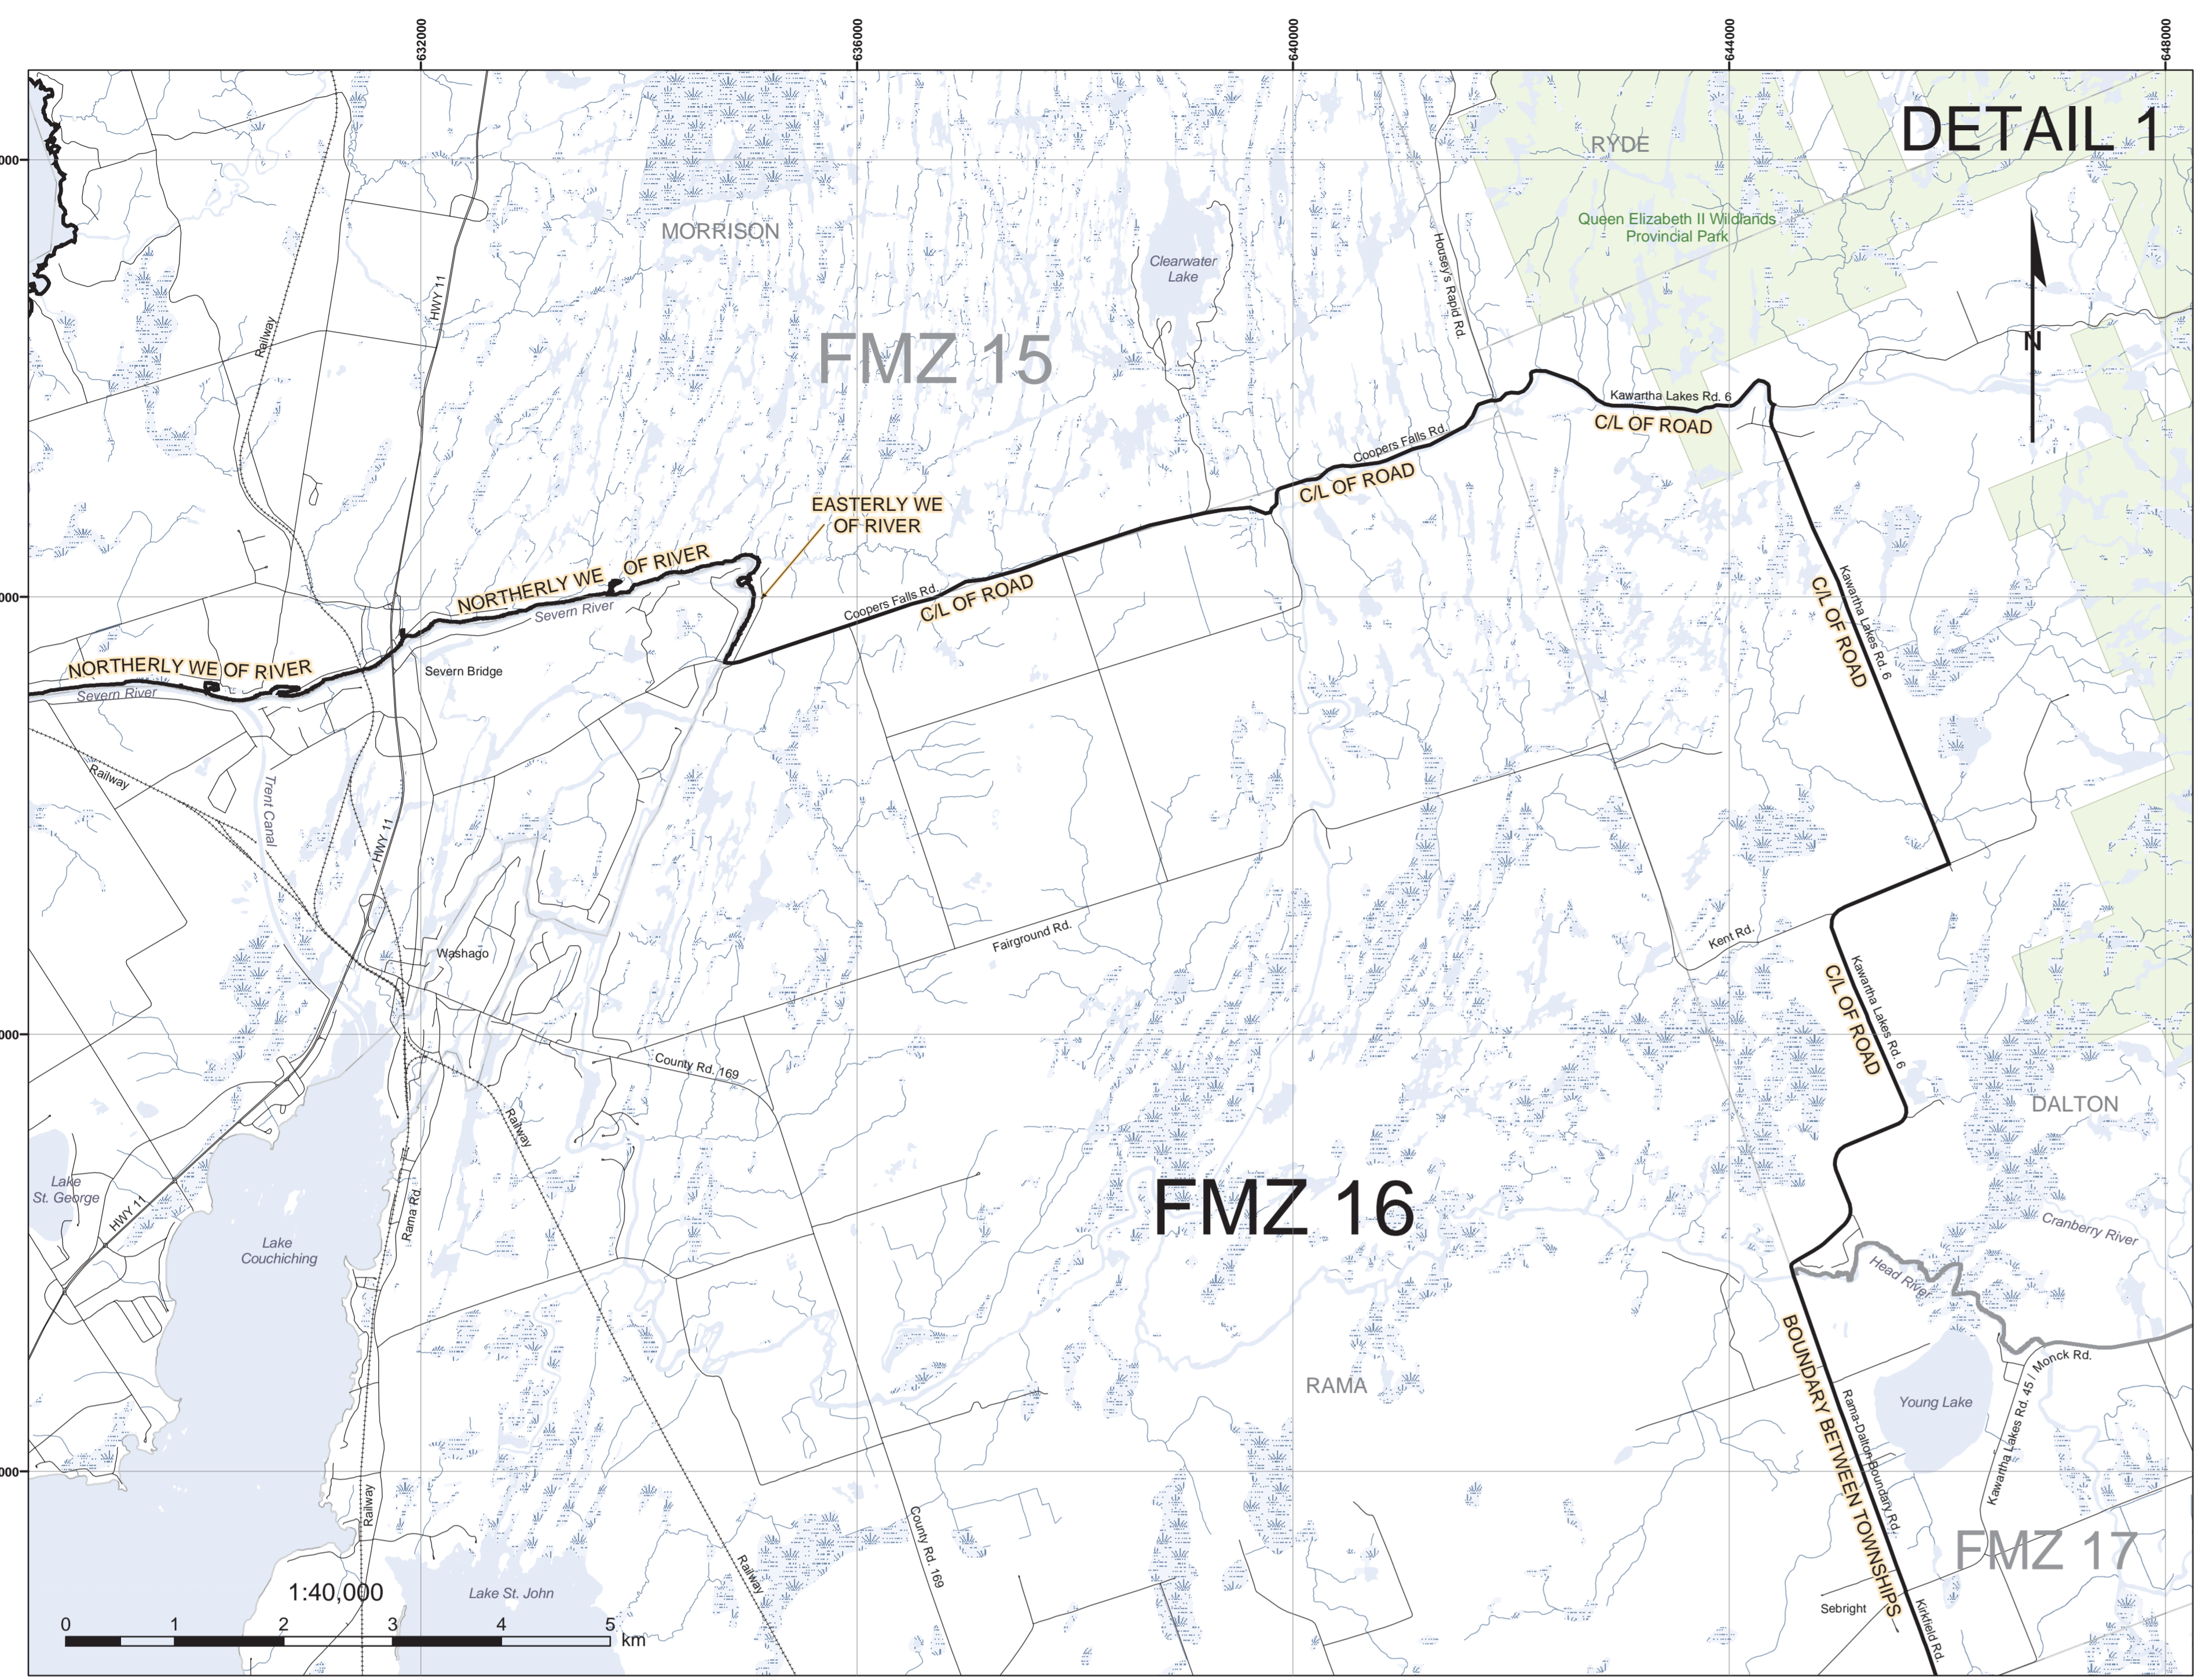 632000
636000
640000
644000
648000
DETAIL 1
RYDE
000
MORRISON
Queen Elizabeth II Wildlands
Provincial Park
Housey's Rapid Rd.
Clearwater
Lake
HWY 11
Railway
FMZ 15
N
Kawartha Lakes Rd. 6
C/L OF ROAD
Coopers Falls Rd.
C/L OF ROAD
EASTERLY WE
OF RIVER
NORTHERLY WE OF RIVER
Severn River
000
Coopers Falls Rd.
C/L OF ROAD
Kawartha Lakes Rd. 6
C/L OF ROAD
NORTHERLY WE OF RIVER
Severn River
Severn Bridge
Railway
Trent Canal
HWY 11
Fairground Rd.
Kent Rd.
Washago
Kawartha Lakes Rd. 6
C/L OF ROAD
000
County Rd. 169
Railway
DALTON
Lake
St. George
HWY 11
Rama Rd.
FMZ 16
Cranberry River
Lake
Couchiching
Head River
BOUNDARY BETWEEN TOWNSHIPS
Monck Rd.
Kawartha Lakes Rd. 45 /
RAMA
Young Lake
Rama-Dalton Boundary Rd.
000
Railway
County Rd. 169
FMZ 17
Railway
1:40,000
Lake St. John
Sebright
Kirkfield Rd.
0 1 2 3 4 5 km